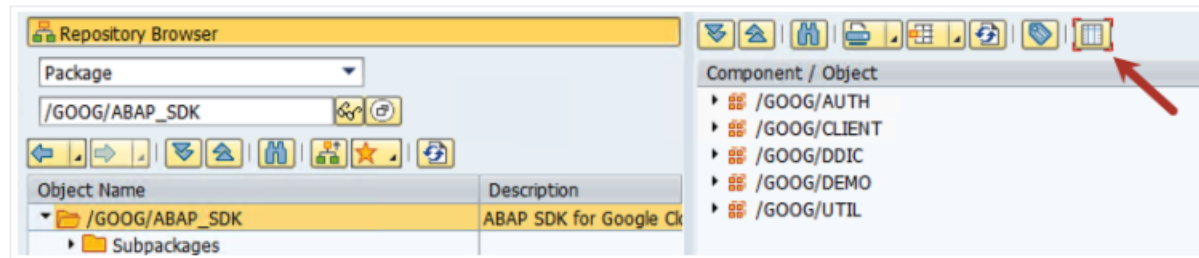 Repository Browser
Package
/GOOG/ABAP_SDK
Object Name
Description
/GOOG/ABAP_SDK
ABAP SDK for Google Clo
Subpackages
Component / Object
/GOOG/AUTH
/GOOG/CLIENT
/GOOG/DDIC
/GOOG/DEMO
/GOOG/UTIL